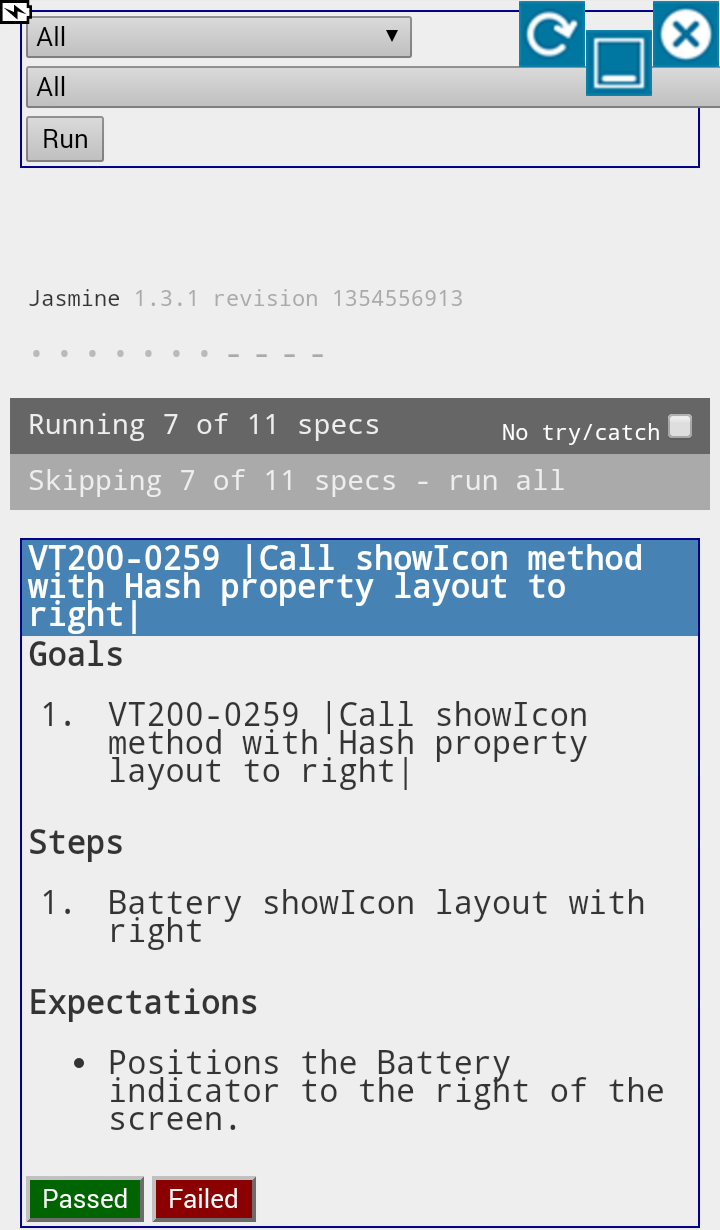 All
All
Run
Jasmine 1.3.1 revision 1354556913
Running 7 of 11 specs
No try/catch
Skipping 7 of 11 specs - run all
VT200-0259 |Call showIcon method
with Hash property layout to
right|
Goals
1. VT200-0259 |Call showIcon
method with Hash property
layout to right|
Steps
1. Battery showIcon layout with
right
Expectations
• Positions the Battery
indicator to the right of the
screen.
Passed Failed